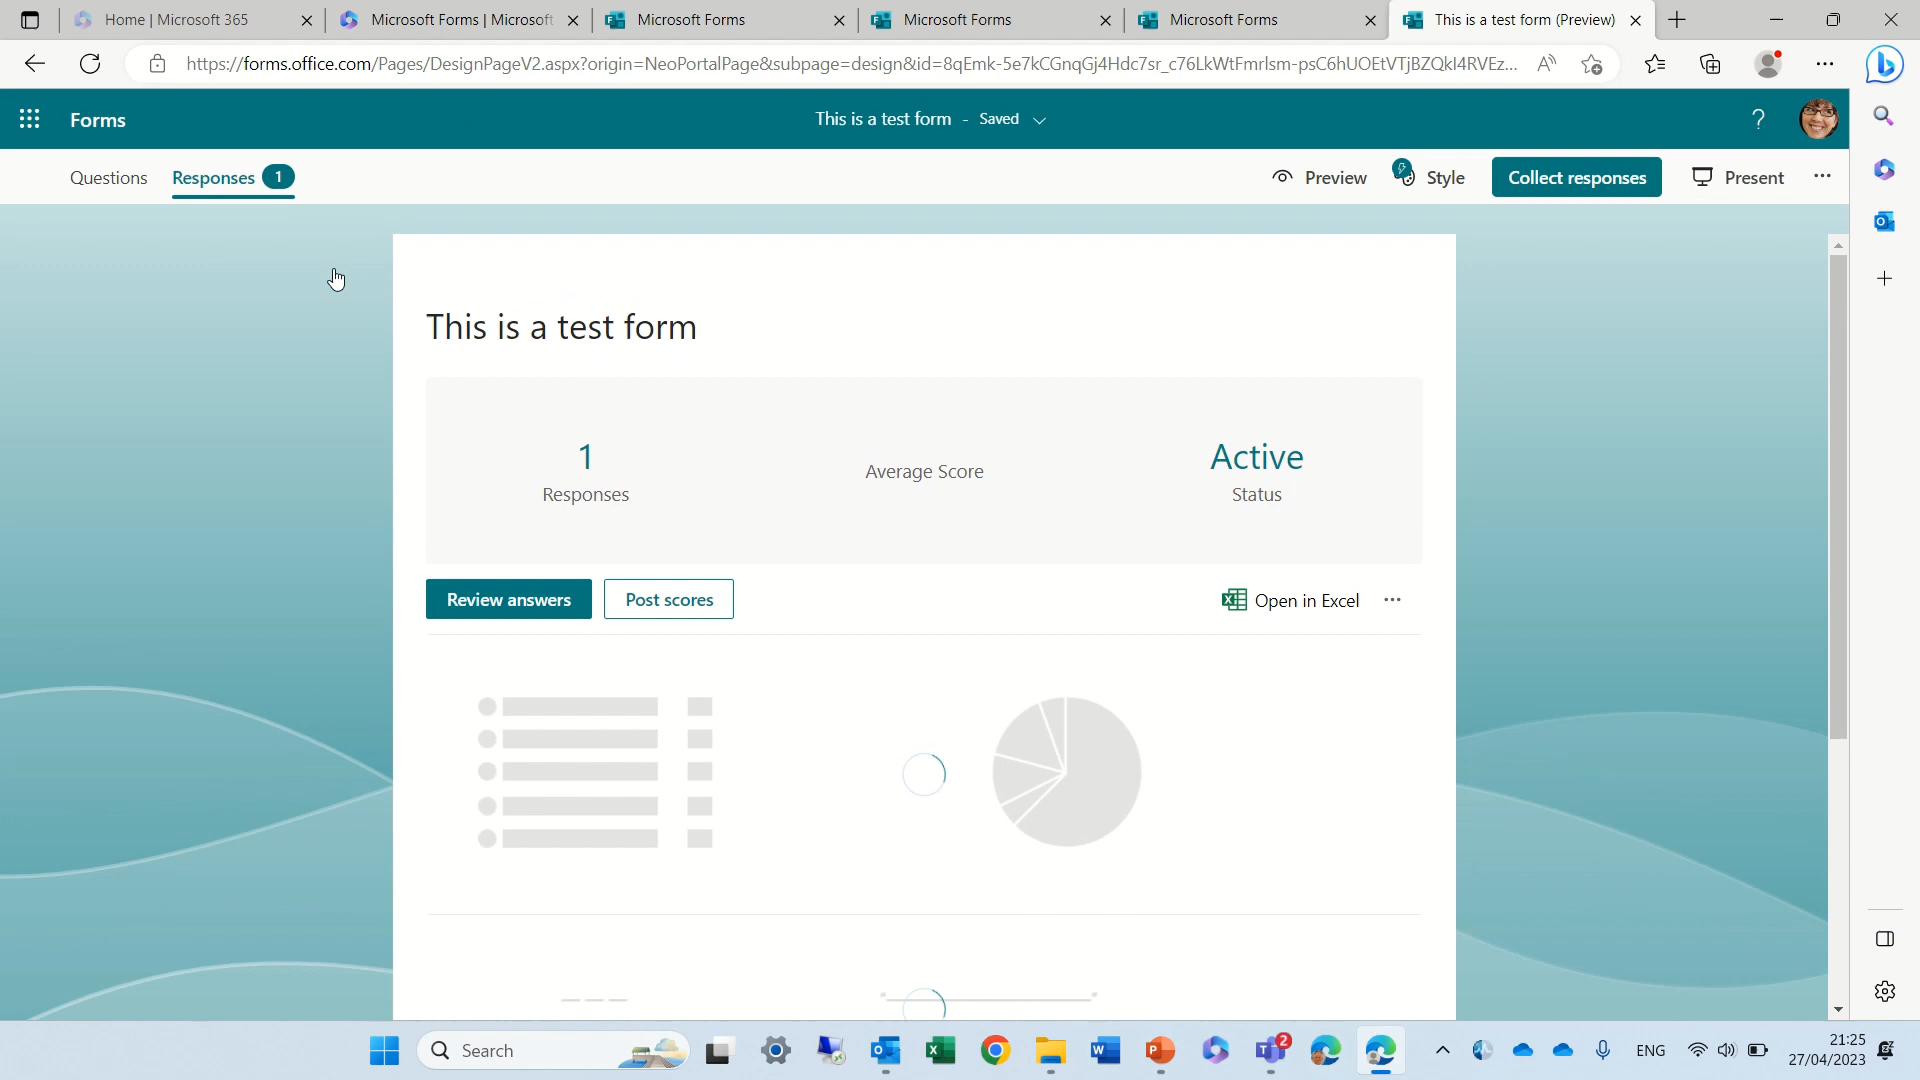 Home | Microsoft 365
Microsoft Forms | Microsoft
Microsoft Forms
Microsoft Forms
Microsoft Forms
This is a test form (Preview)
https://forms.office.com/Pages/DesignPageV2.aspx?origin=NeoPortalPage&subpage=design&id=8qEmk-5e7kCGnqGj4Hdc7sr_c76LkWtFmrlsm-psC6hUOEtVTjBZQkI4RVEz...
Forms
This is a test form - Saved
?
Questions
Responses 1
Preview
Style
Collect responses
Present
This is a test form
1
Responses
Average Score
Active
Status
Review answers
Post scores
Open in Excel
Search
2
ENG
21:25
27/04/2023